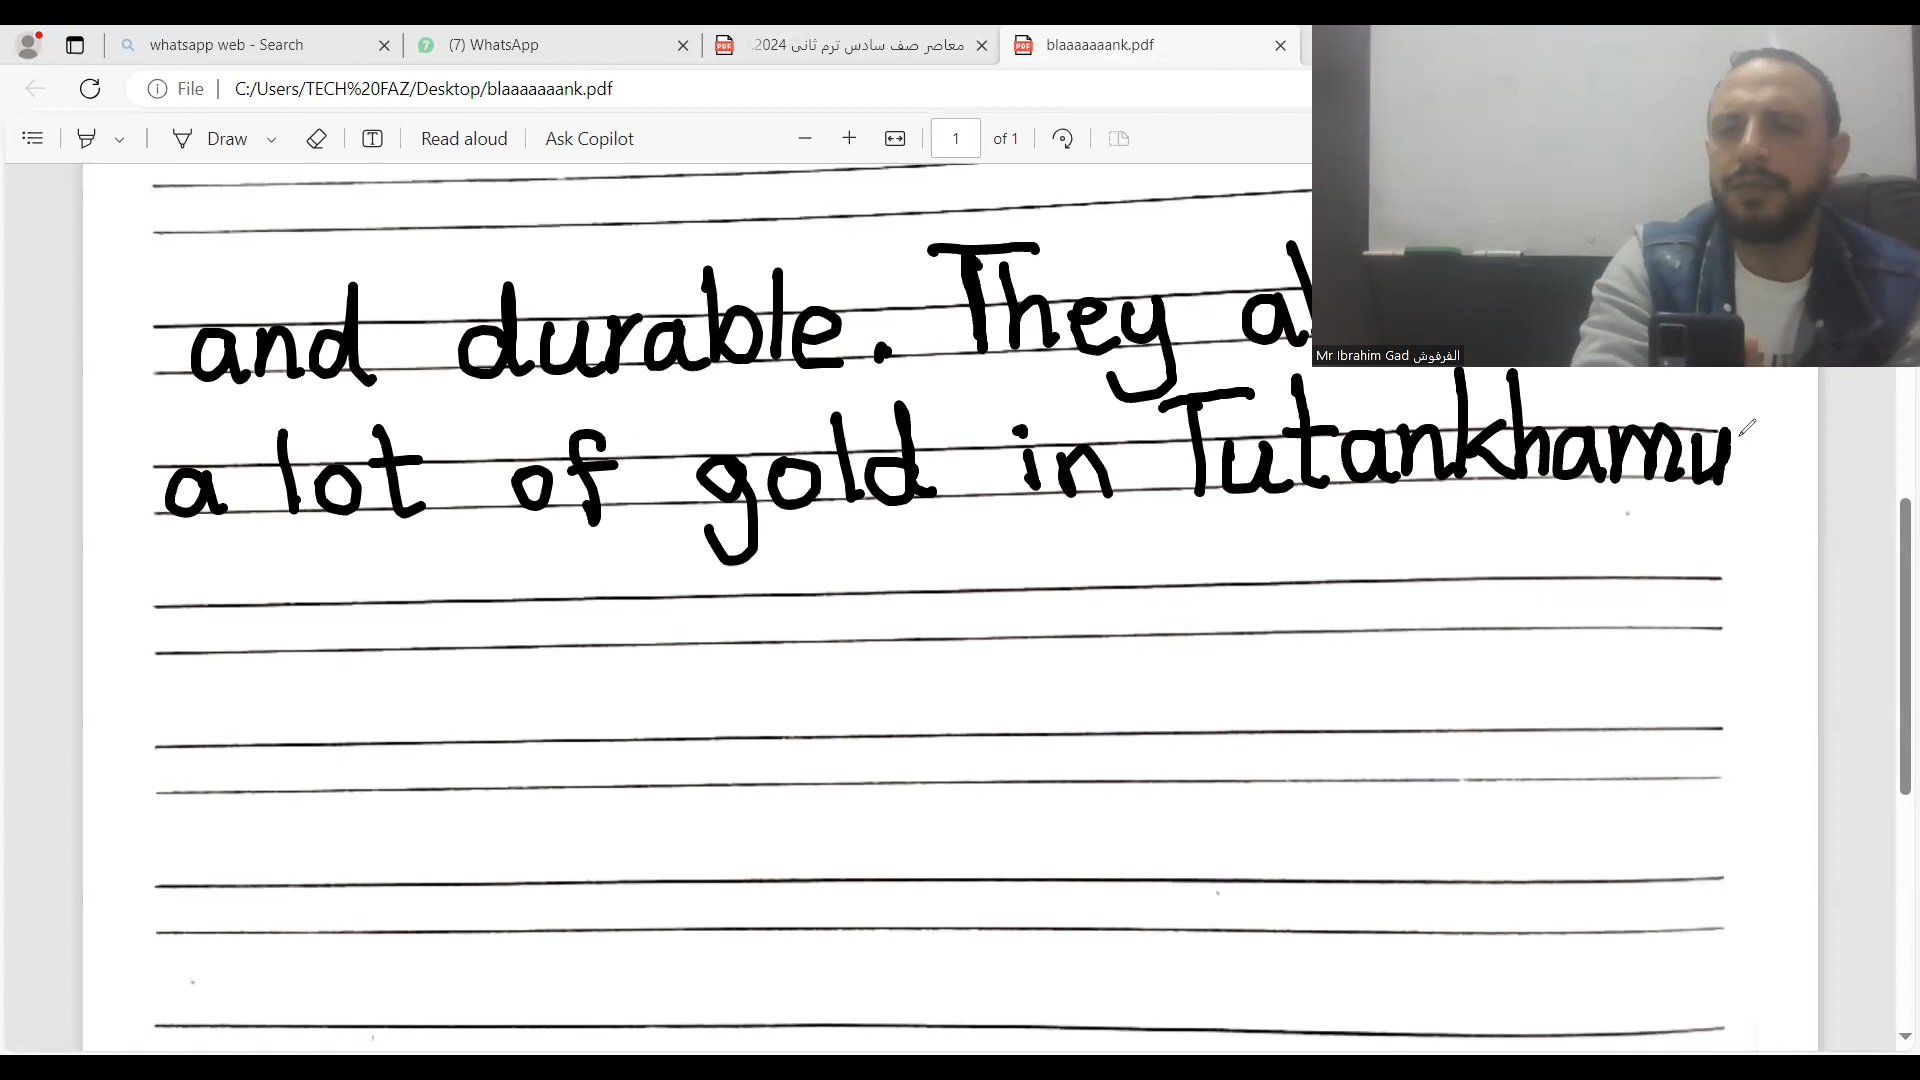 whatsapp web - Search
(7) WhatsApp
معاصر صف سادس ترم ثانى 2024.
blaaaaaaank.pdf
File
C:/Users/TECH%20FAZ/Desktop/blaaaaaaank.pdf
Draw
Read aloud
Ask Copilot
1
of 1
and durable. They al
Mr Ibrahim Gad الفرفوش
a lot of gold in Tutankhamu